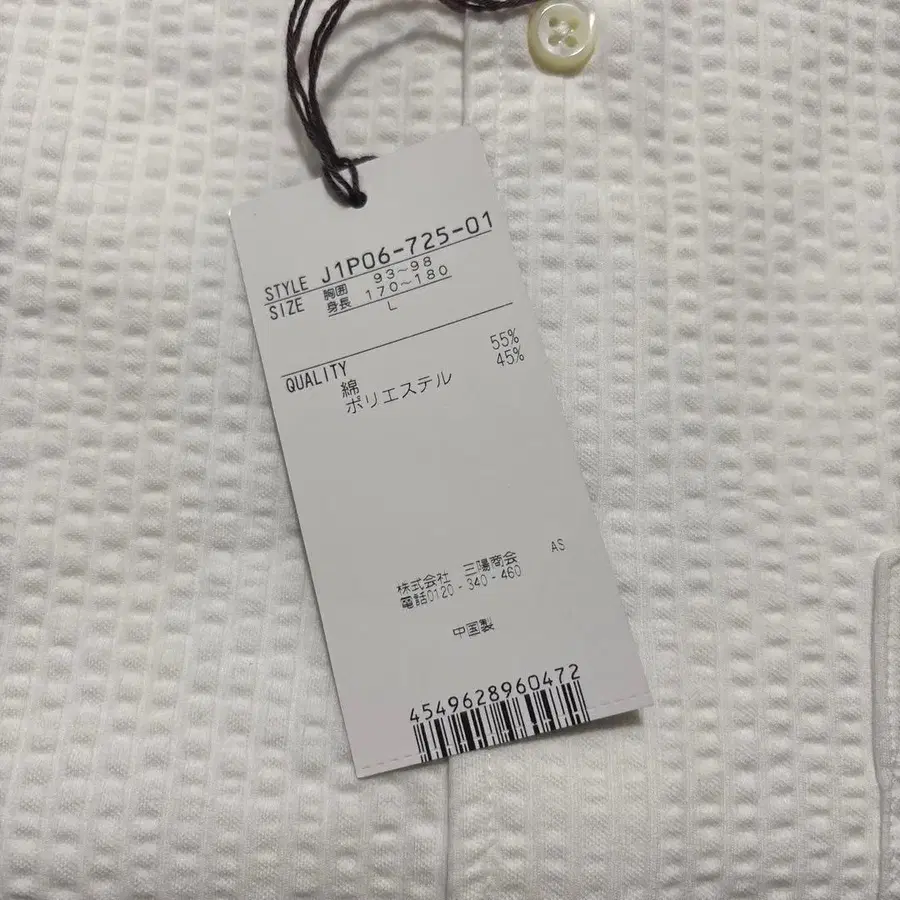 STYLE J1P06-725-01
SIZE 胸囲 93~98
身長 170~180
L
QUALITY
綿 55%
ポリエステル 45%
AS
株式会社 三陽商会
電話0120-340-460
中国製
4549628960472